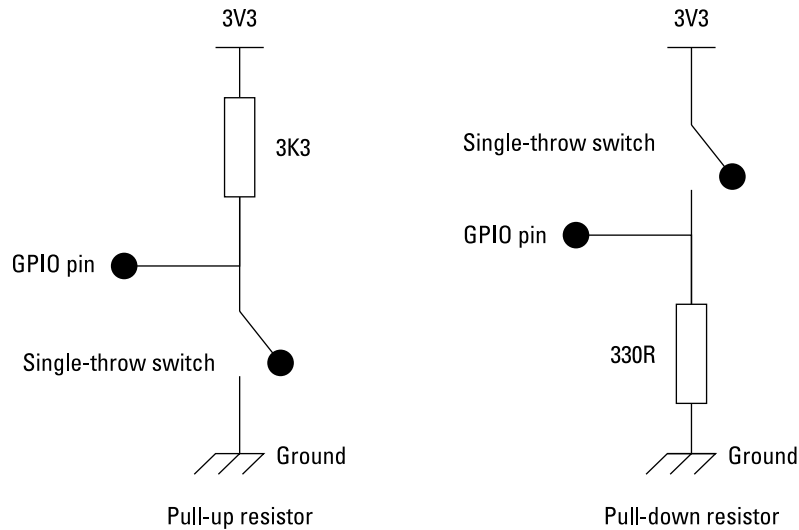 3V3
3K3
GPIO pin
Single-throw switch
Ground
Pull-up resistor
3V3
Single-throw switch
GPIO pin
330R
Ground
Pull-down resistor